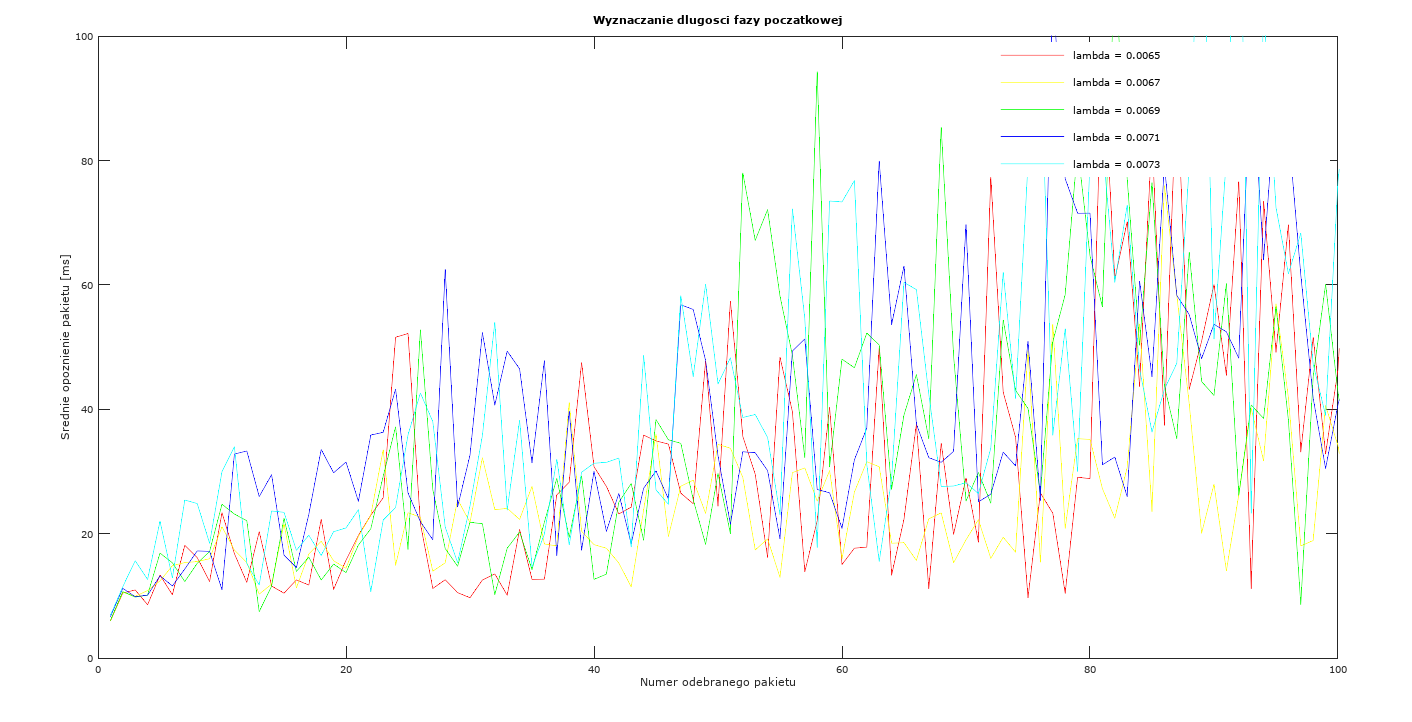 Wyznaczanie dlugosci fazy poczatkowej
100
80
60
40
20
0
Srednie opoznienie pakietu [ms]
lambda = 0.0065
lambda = 0.0067
lambda = 0.0069
lambda = 0.0071
lambda = 0.0073
0 20 40 60 80 100
Numer odebranego pakietu